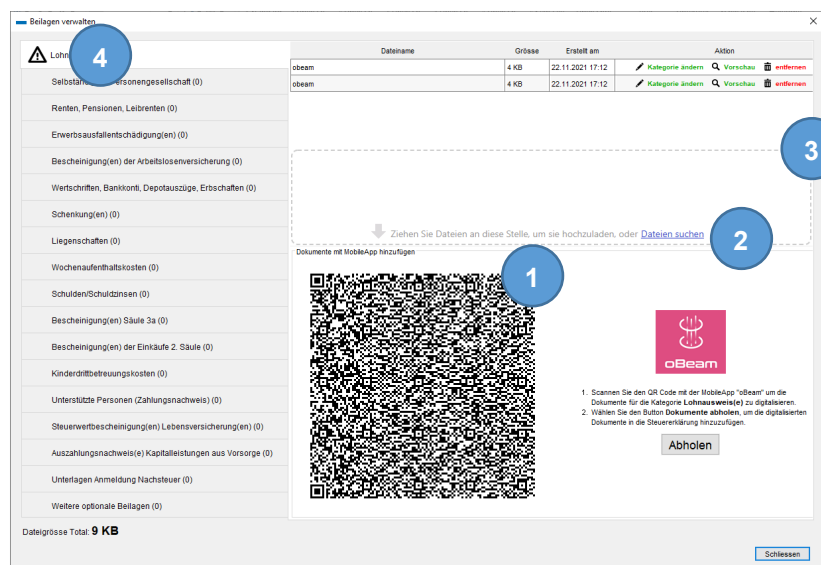 Beilagen verwalten
Lohn
4
Selbstän
ersonengesellschaft (0)
Renten, Pensionen, Leibrenten (0)
Erwerbsausfallentschädigung(en) (0)
Bescheinigung(en) der Arbeitslosenversicherung (0)
Wertschriften, Bankkonti, Depotauszüge, Erbschaften (0)
Schenkung(en) (0)
Liegenschaften (0)
Wochenaufenthaltskosten (0)
Schulden/Schuldzinsen (0)
Bescheinigung(en) Säule 3a (0)
Bescheinigung(en) der Einkäufe 2. Säule (0)
Kinderdrittbetreuungskosten (0)
Unterstützte Personen (Zahlungsnachweis) (0)
Steuerwertbescheinigung(en) Lebensversicherung(en) (0)
Auszahlungsnachweis(e) Kapitalleistungen aus Vorsorge (0)
Unterlagen Anmeldung Nachsteuer (0)
Weitere optionale Beilagen (0)
Dateigrösse Total: 9 KB
Dateiname Grösse Erstellt am Aktion
obeam 4 KB 22.11.2021 17:12 Kategorie ändern Vorschau entfernen
obeam 4 KB 22.11.2021 17:12 Kategorie ändern Vorschau entfernen
3
Ziehen Sie Dateien an diese Stelle, um sie hochzuladen, oder Dateien suchen
2
Dokumente mit MobileApp hinzufügen
1
oBeam
1. Scannen Sie den QR Code mit der MobileApp "oBeam" um die
Dokumente für die Kategorie Lohnausweis(e) zu digitalisieren.
2. Wählen Sie den Button Dokumente abholen, um die digitalisierten
Dokumente in die Steuererklärung hinzuzufügen.
Abholen
Schliessen